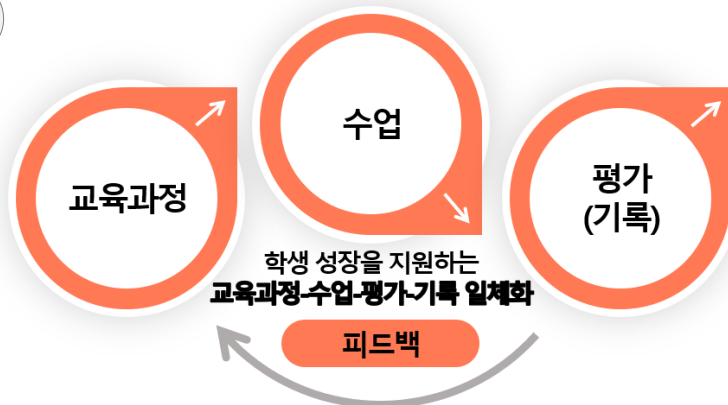 교육과정
수업
평가
(기록)
학생 성장을 지원하는
교육과정-수업-평가-기록 일체화
피드백